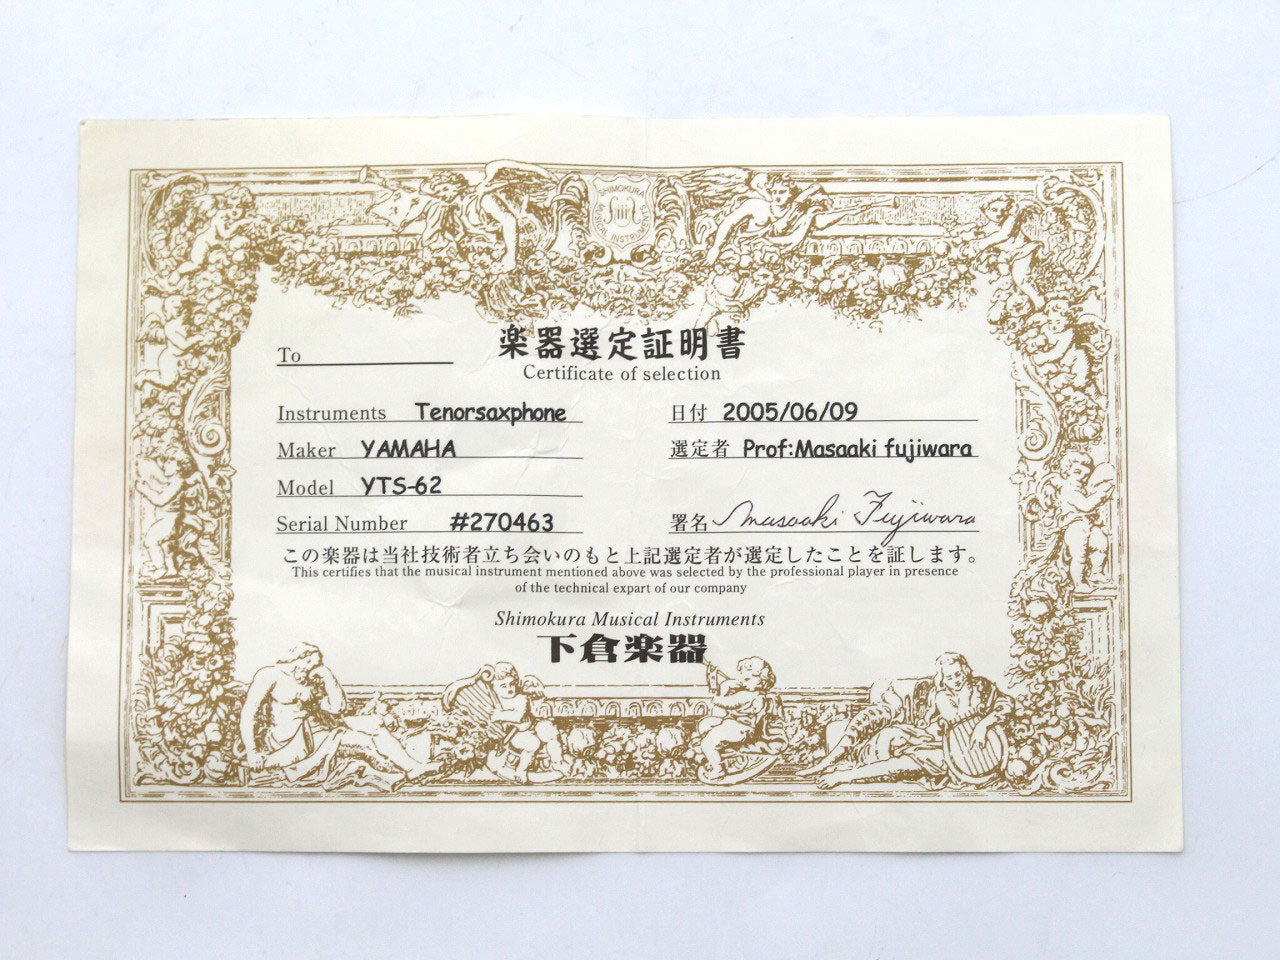 SHIMOKURA
SECTION INSTRUMENTS
楽器選定証明書
To
Certificate of selection
Instruments Tenorsaxphone
日付 2005/06/09
Maker YAMAHA
選定者 Prof:Masaaki fujiwara
Model YTS-62
Serial Number #270463
署名 Masaaki Fujiwara
この楽器は当社技術者立ち会いのもと上記選定者が選定したことを証します。
This certifies that the musical instrument mentioned above was selected by the professional player in presence
of the technical expart of our company
Shimokura Musical Instruments
下倉楽器